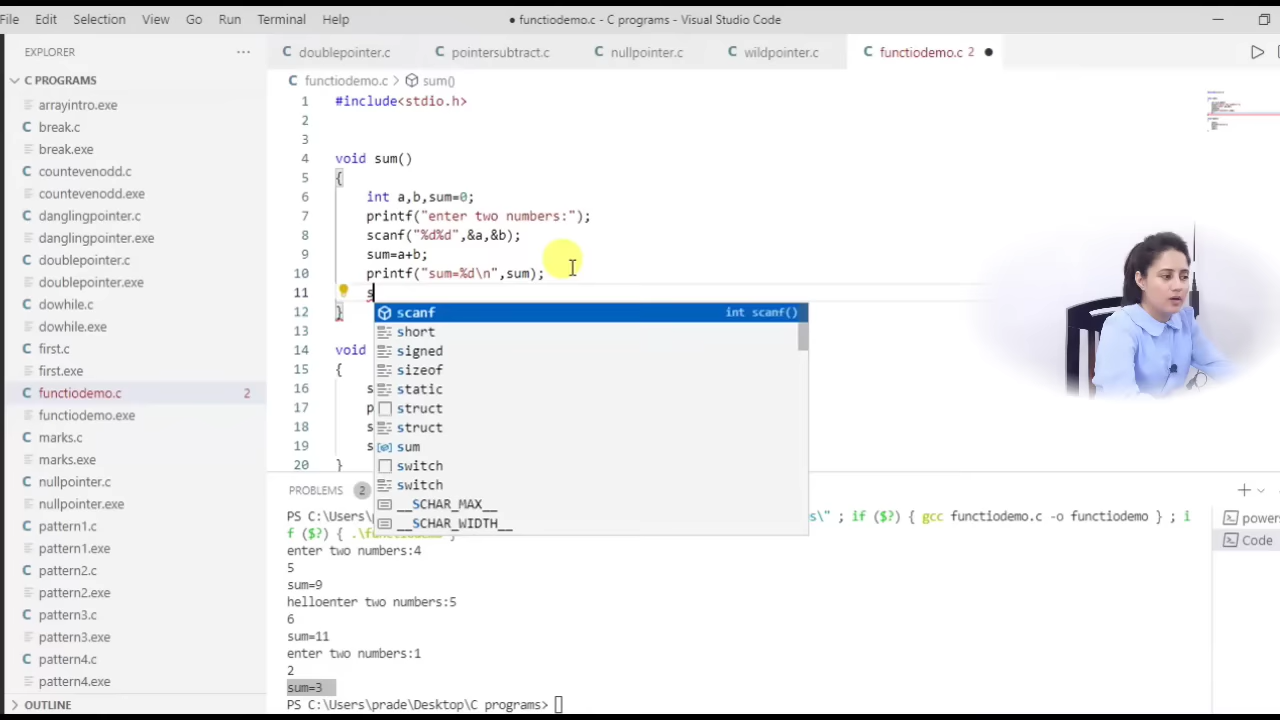 File Edit Selection View Go Run Terminal Help
● functiodemo.c - C programs - Visual Studio Code
EXPLORER
doublepointer.c pointersubtract.c nullpointer.c wildpointer.c functiodemo.c 2
C PROGRAMS
functiodemo.c > sum()
arrayintro.exe
break.c
break.exe
countevenodd.c
countevenodd.exe
danglingpointer.c
danglingpointer.exe
doublepointer.c
doublepointer.exe
dowhile.c
dowhile.exe
first.c
first.exe
functiodemo.c 2
functiodemo.exe
marks.c
marks.exe
nullpointer.c
nullpointer.exe
pattern1.c
pattern1.exe
pattern2.c
pattern2.exe
pattern3.c
pattern3.exe
pattern4.c
pattern4.exe
OUTLINE
1 #include<stdio.h>
2
3
4 void sum()
5 {
6 int a,b,sum=0;
7 printf("enter two numbers:");
8 scanf("%d%d",&a,&b);
9 sum=a+b;
10 printf("sum=%d\n",sum);
11 s
12 }
13
14 void
15 {
16 s
17 p
18 s
19 s
20 }
scanf int scanf()
short
signed
sizeof
static
struct
struct
sum
switch
switch
__SCHAR_MAX__
__SCHAR_WIDTH__
PROBLEMS 2
PS C:\Users\p s\" ; if ($?) { gcc functiodemo.c -o functiodemo } ; i
f ($?) { .\functiodemo }
enter two numbers:4
5
sum=9
helloenter two numbers:5
6
sum=11
enter two numbers:1
2
sum=3
PS C:\Users\prade\Desktop\C programs>
powers
Code